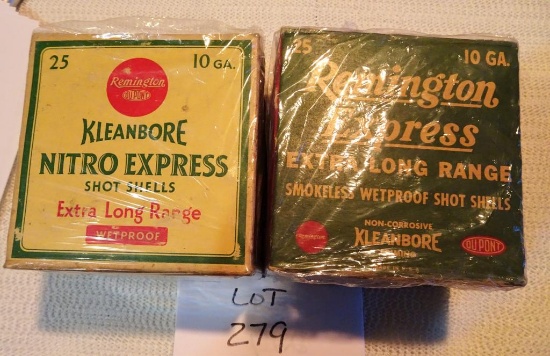 25
10 GA.
Remington
DU PONT
KLEANBORE
NITRO EXPRESS
SHOT SHELLS
Extra Long Range
WETPROOF
25
10 GA.
Remington
Express
EXTRA LONG RANGE
SMOKELESS WETPROOF SHOT SHELLS
NON-CORROSIVE
Remington
KLEANBORE
DU PONT
LOT
279